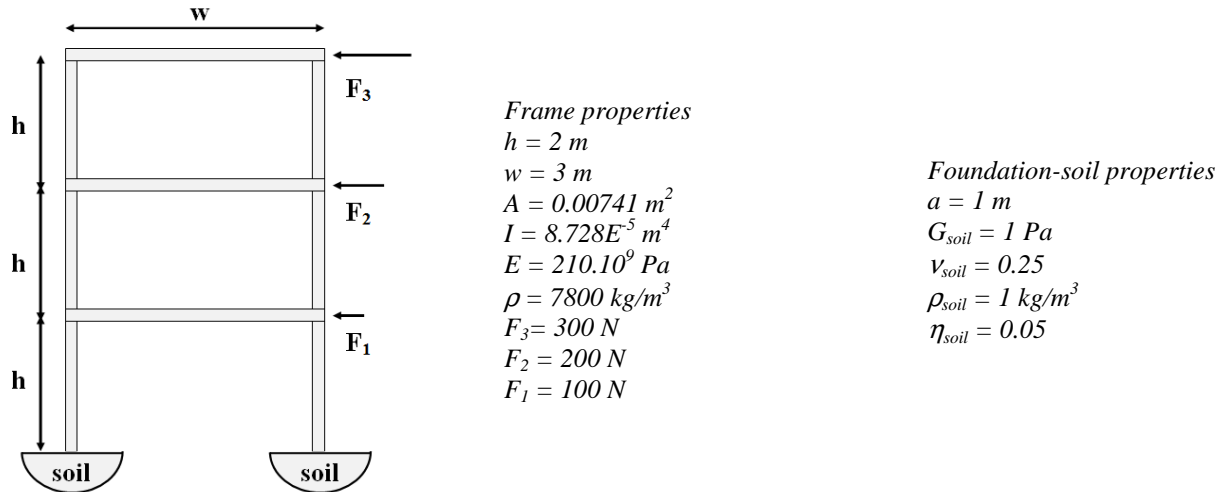 w
F₃
h
F₂
h
F₁
h
soil
soil
Frame properties
h = 2 m
w = 3 m
A = 0.00741 m²
I = 8.728E⁻⁵ m⁴
E = 210.10⁹ Pa
ρ = 7800 kg/m³
F₃= 300 N
F₂ = 200 N
F₁ = 100 N
Foundation-soil properties
a = 1 m
Gsoil = 1 Pa
νsoil = 0.25
ρsoil = 1 kg/m³
ηsoil = 0.05